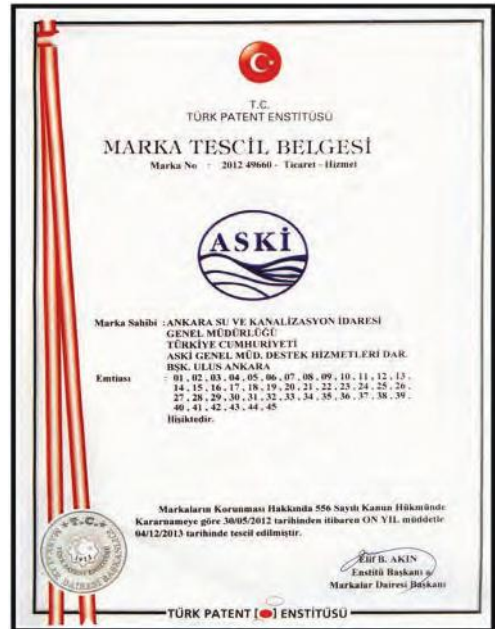 T.C.
TÜRK PATENT ENSTİTÜSÜ
MARKA TESCİL BELGESİ
Marka No : 2012 49660 - Ticaret - Hizmet
ASKİ
Marka Sahibi : ANKARA SU VE KANALİZASYON İDARESİ
GENEL MÜDÜRLÜĞÜ
TÜRKİYE CUMHURİYETİ
ASKİ GENEL MÜD. DESTEK HİZMETLERİ DAR.
BŞK. ULUS ANKARA
Emtiası : 01 , 02 , 03 , 04 , 05 , 06 , 07 , 08 , 09 , 10 , 11 , 12 , 13 ,
14 , 15 , 16 , 17 , 18 , 19 , 20 , 21 , 22 , 23 , 24 , 25 , 26 ,
27 , 28 , 29 , 30 , 31 , 32 , 33 , 34 , 35 , 36 , 37 , 38 , 39 ,
40 , 41 , 42 , 43 , 44 , 45
İlişiktedir.
Markaların Korunması Hakkında 556 Sayılı Kanun Hükmünde
Kararnameye göre 30/05/2012 tarihinden itibaren ON YIL müddetle
04/12/2013 tarihinde tescil edilmiştir.
Elif B. AKIN
Enstitü Başkanı a.
Markalar Dairesi Başkanı
T.C.
TÜRK PATENT ENSTİTÜSÜ